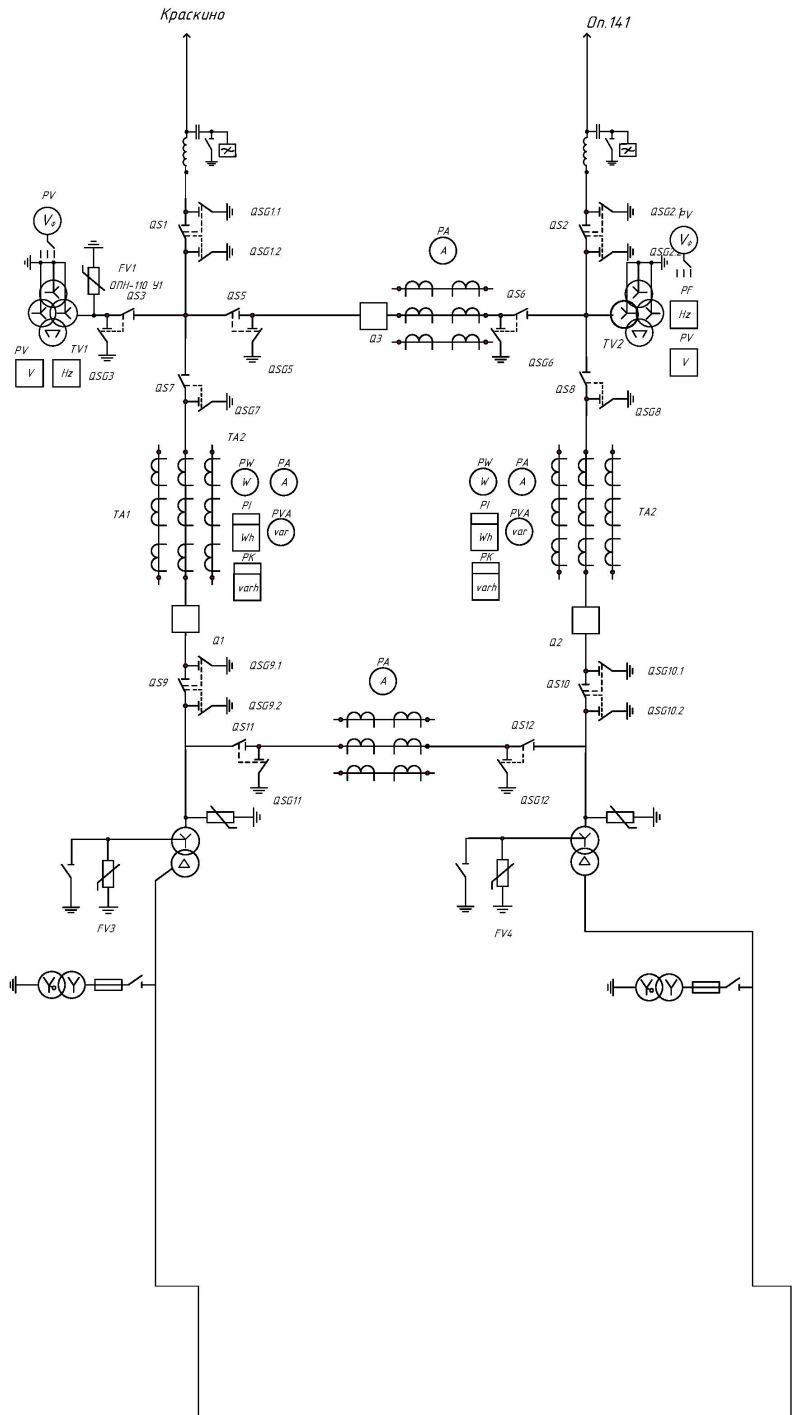 Краскино
Оп.141
PV
Vф
QS1
QSG1.1
QSG1.2
PA
A
QS2
QSG2.1
PV
Vф
QSG2.2
FV1
ОПН-110 У1
QS3
QS5
QS6
PF
Hz
PV
V
TV1
Hz
QSG3
QSG5
Q3
TV2
PV
V
QSG6
QS7
QSG7
QS8
QSG8
TA2
PW
W
PA
A
PI
Wh
PVA
var
PK
varh
TA1
PW
W
PA
A
PI
Wh
PVA
var
PK
varh
TA2
Q1
Q2
QS9
QSG9.1
QSG9.2
PA
A
QS10
QSG10.1
QSG10.2
QS11
QSG11
QS12
QSG12
FV3
FV4